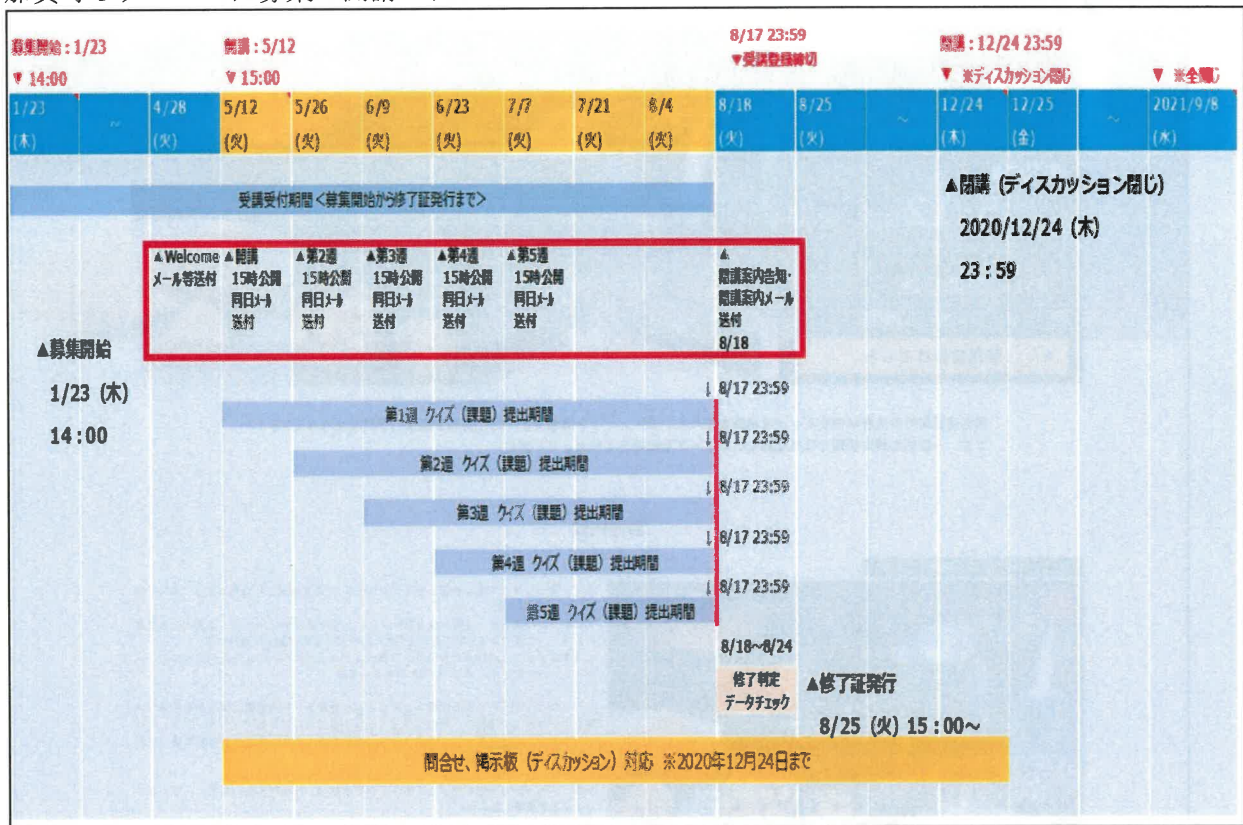 募集開始：1/23
▼ 14:00
開講：5/12
▼ 15:00
8/17 23:59
▼受講登録締切
閉講：12/24 23:59
▼ ※ディスカッション閉じ
▼ ※全閉じ
1/23
(木)
～
4/28
(火)
5/12
(火)
5/26
(火)
6/9
(火)
6/23
(火)
7/7
(火)
7/21
(火)
8/4
(火)
8/18
(火)
8/25
(火)
～
12/24
(木)
12/25
(金)
～
2021/9/8
(水)
受講受付期間＜募集開始から修了証発行まで＞
▲閉講（ディスカッション閉じ）
2020/12/24（木）
23：59
▲Welcome
メール等送付
▲開講
15時公開
同日メール
送付
▲第2週
15時公開
同日メール
送付
▲第3週
15時公開
同日メール
送付
▲第4週
15時公開
同日メール
送付
▲第5週
15時公開
同日メール
送付
▲
閉講案内告知・
閉講案内メール
送付
8/18
▲募集開始
1/23（木）
14:00
↓ 8/17 23:59
第1週 クイズ（課題）提出期間
↓ 8/17 23:59
第2週 クイズ（課題）提出期間
↓ 8/17 23:59
第3週 クイズ（課題）提出期間
↓ 8/17 23:59
第4週 クイズ（課題）提出期間
↓ 8/17 23:59
第5週 クイズ（課題）提出期間
8/18~8/24
修了判定
データチェック
▲修了証発行
8/25（火）15：00～
問合せ、掲示板（ディスカッション）対応 ※2020年12月24日まで